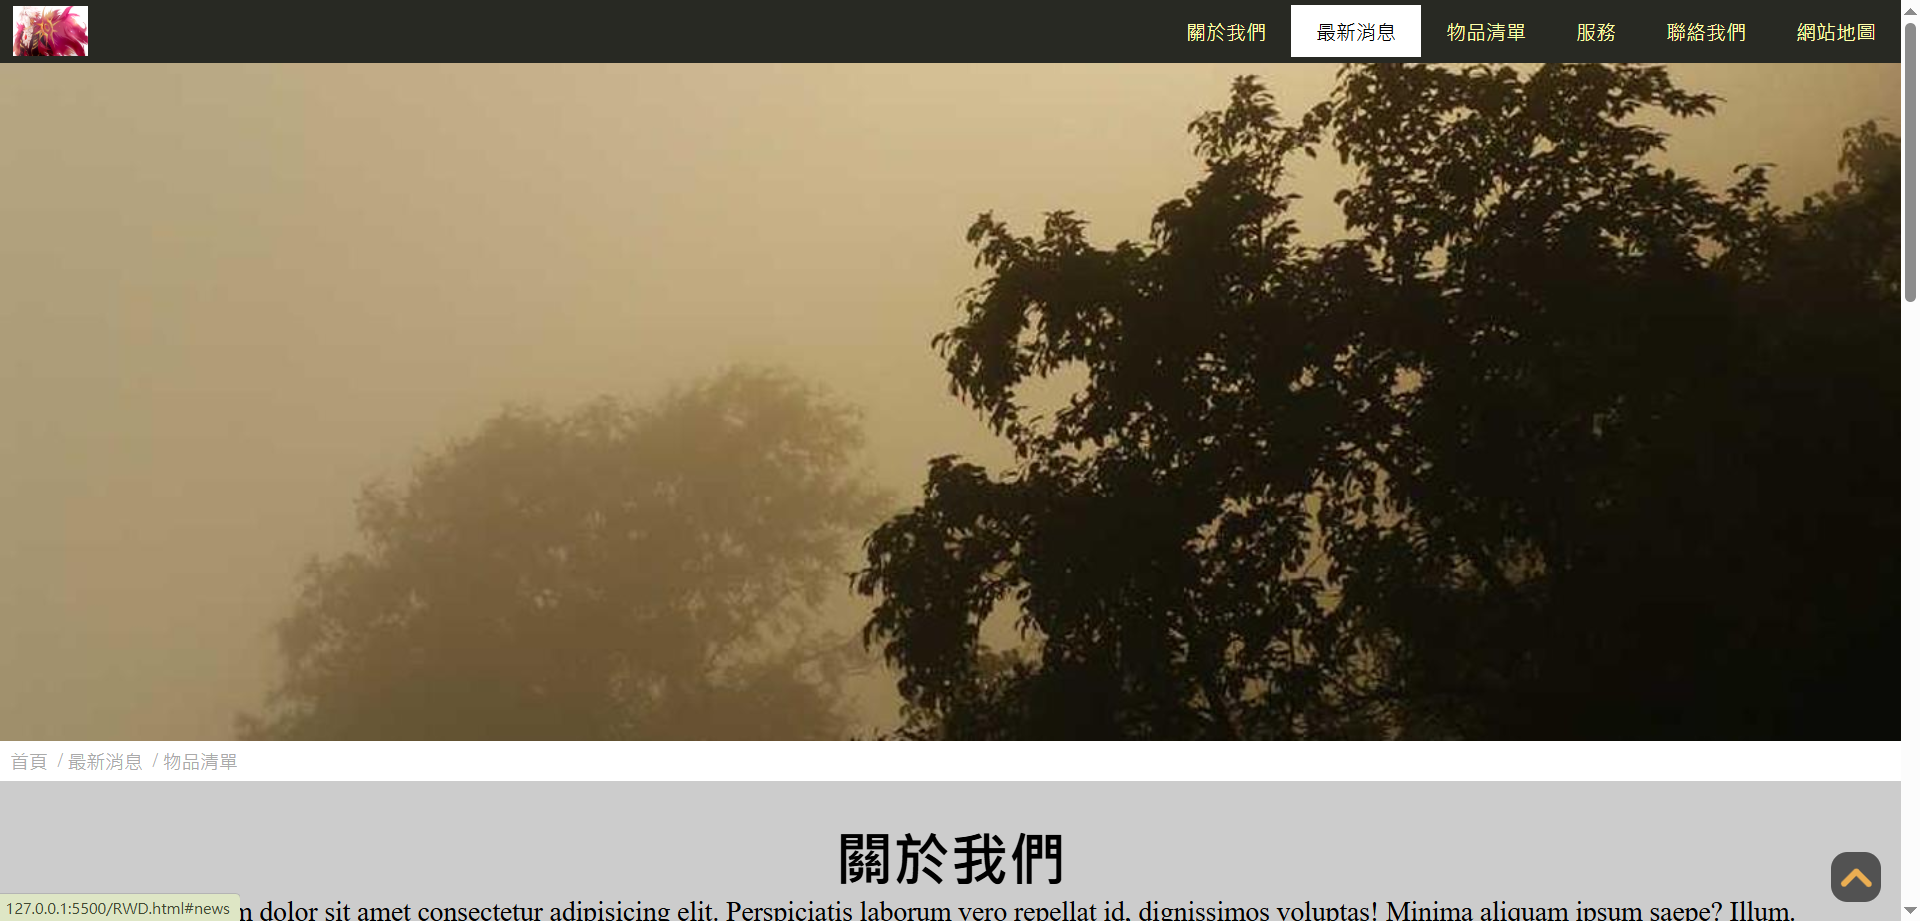 關於我們 最新消息 物品清單 服務 聯絡我們 網站地圖
首頁 / 最新消息 / 物品清單
關於我們
dolor sit amet consectetur adipisicing elit. Perspiciatis laborum vero repellat id, dignissimos voluptas! Minima aliquam ipsum saepe? Illum,
127.0.0.1:5500/RWD.html#news